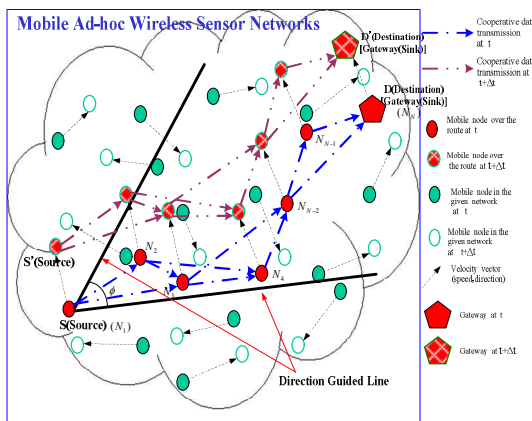 Mobile Ad-hoc Wireless Sensor Networks
D'(Destination)
[Gateway(Sink)]
D(Destination)
[Gateway(Sink)]
(N_N)
N_{N-1}
N_{N-2}
S'(Source)
N_2
N_3
N_4
ϕ
S(Source) (N_1)
Direction Guided Line
Cooperative data
transmission
at t
Cooperative data
transmission at
t+Δt
Mobile node over the
route at t
Mobile node over
the route at t+Δt
Mobile node in the
given network
at t
Mobile node in the
given network
at t+Δt
Velocity vector
(speed,direction)
Gateway at t
Gateway at t+Δt